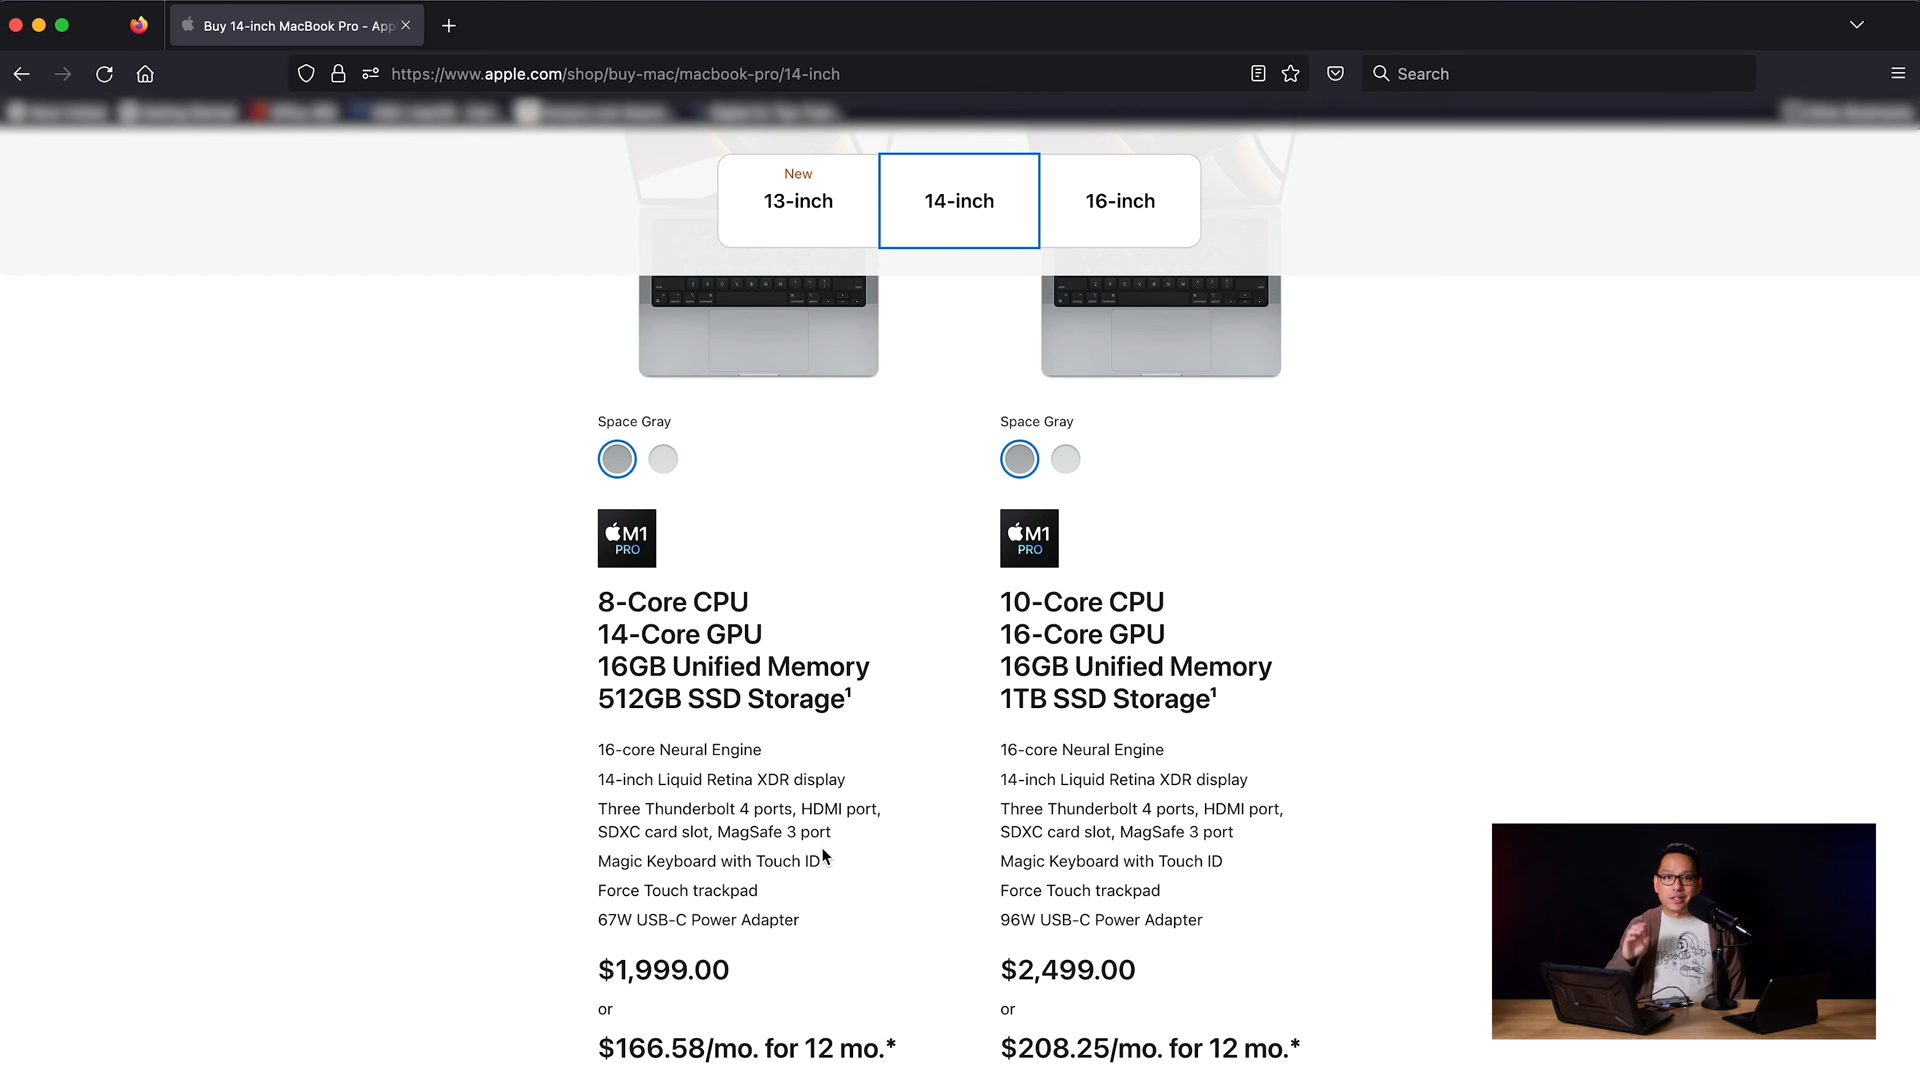 Buy 14-inch MacBook Pro - App
https://www.apple.com/shop/buy-mac/macbook-pro/14-inch
Search
New
13-inch
14-inch
16-inch
Space Gray
M1
PRO
8-Core CPU
14-Core GPU
16GB Unified Memory
512GB SSD Storage¹
16-core Neural Engine
14-inch Liquid Retina XDR display
Three Thunderbolt 4 ports, HDMI port,
SDXC card slot, MagSafe 3 port
Magic Keyboard with Touch ID
Force Touch trackpad
67W USB-C Power Adapter
$1,999.00
or
$166.58/mo. for 12 mo.*
Space Gray
M1
PRO
10-Core CPU
16-Core GPU
16GB Unified Memory
1TB SSD Storage¹
16-core Neural Engine
14-inch Liquid Retina XDR display
Three Thunderbolt 4 ports, HDMI port,
SDXC card slot, MagSafe 3 port
Magic Keyboard with Touch ID
Force Touch trackpad
96W USB-C Power Adapter
$2,499.00
or
$208.25/mo. for 12 mo.*